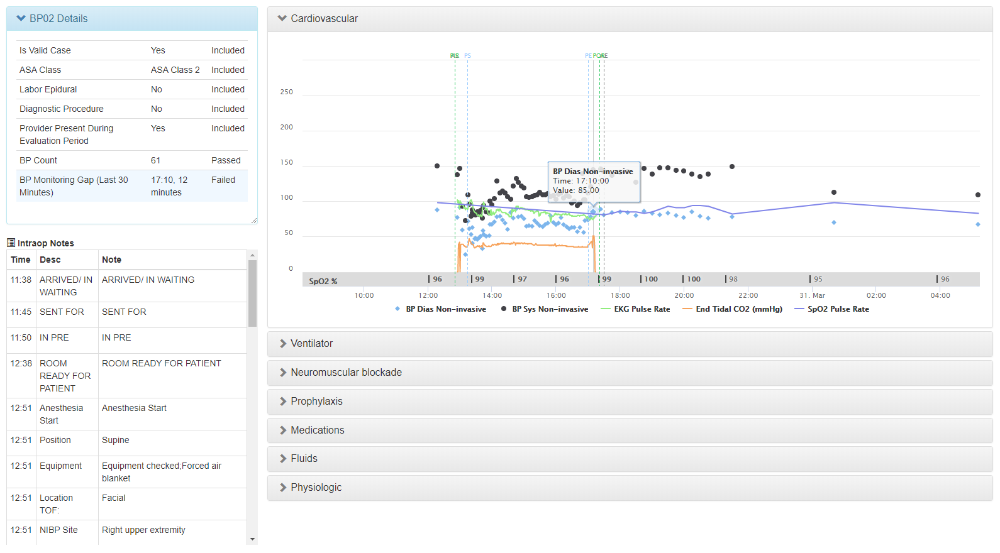 BP02 Details
Is Valid Case Yes Included
ASA Class ASA Class 2 Included
Labor Epidural No Included
Diagnostic Procedure No Included
Provider Present During Yes Included
Evaluation Period
BP Count 61 Passed
BP Monitoring Gap (Last 30 17:10, 12 Failed
Minutes) minutes
Intraop Notes
Time Desc Note
11:38 ARRIVED/ IN ARRIVED/ IN WAITING
WAITING
11:45 SENT FOR SENT FOR
11:50 IN PRE IN PRE
12:38 ROOM ROOM READY FOR PATIENT
READY FOR
PATIENT
12:51 Anesthesia Anesthesia Start
Start
12:51 Position Supine
12:51 Equipment Equipment checked;Forced air
blanket
12:51 Location Facial
TOF:
12:51 NIBP Site Right upper extremity
Cardiovascular
PS PE
250
200
150
100
50
0
BP Dias Non-invasive
Time: 17:10:00
Value: 85.00
SpO2 % 96 99 97 96 99 100 100 98 95 96
10:00 12:00 14:00 16:00 18:00 20:00 22:00 31. Mar 02:00 04:00
BP Dias Non-invasive BP Sys Non-invasive EKG Pulse Rate End Tidal CO2 (mmHg) SpO2 Pulse Rate
Ventilator
Neuromuscular blockade
Prophylaxis
Medications
Fluids
Physiologic